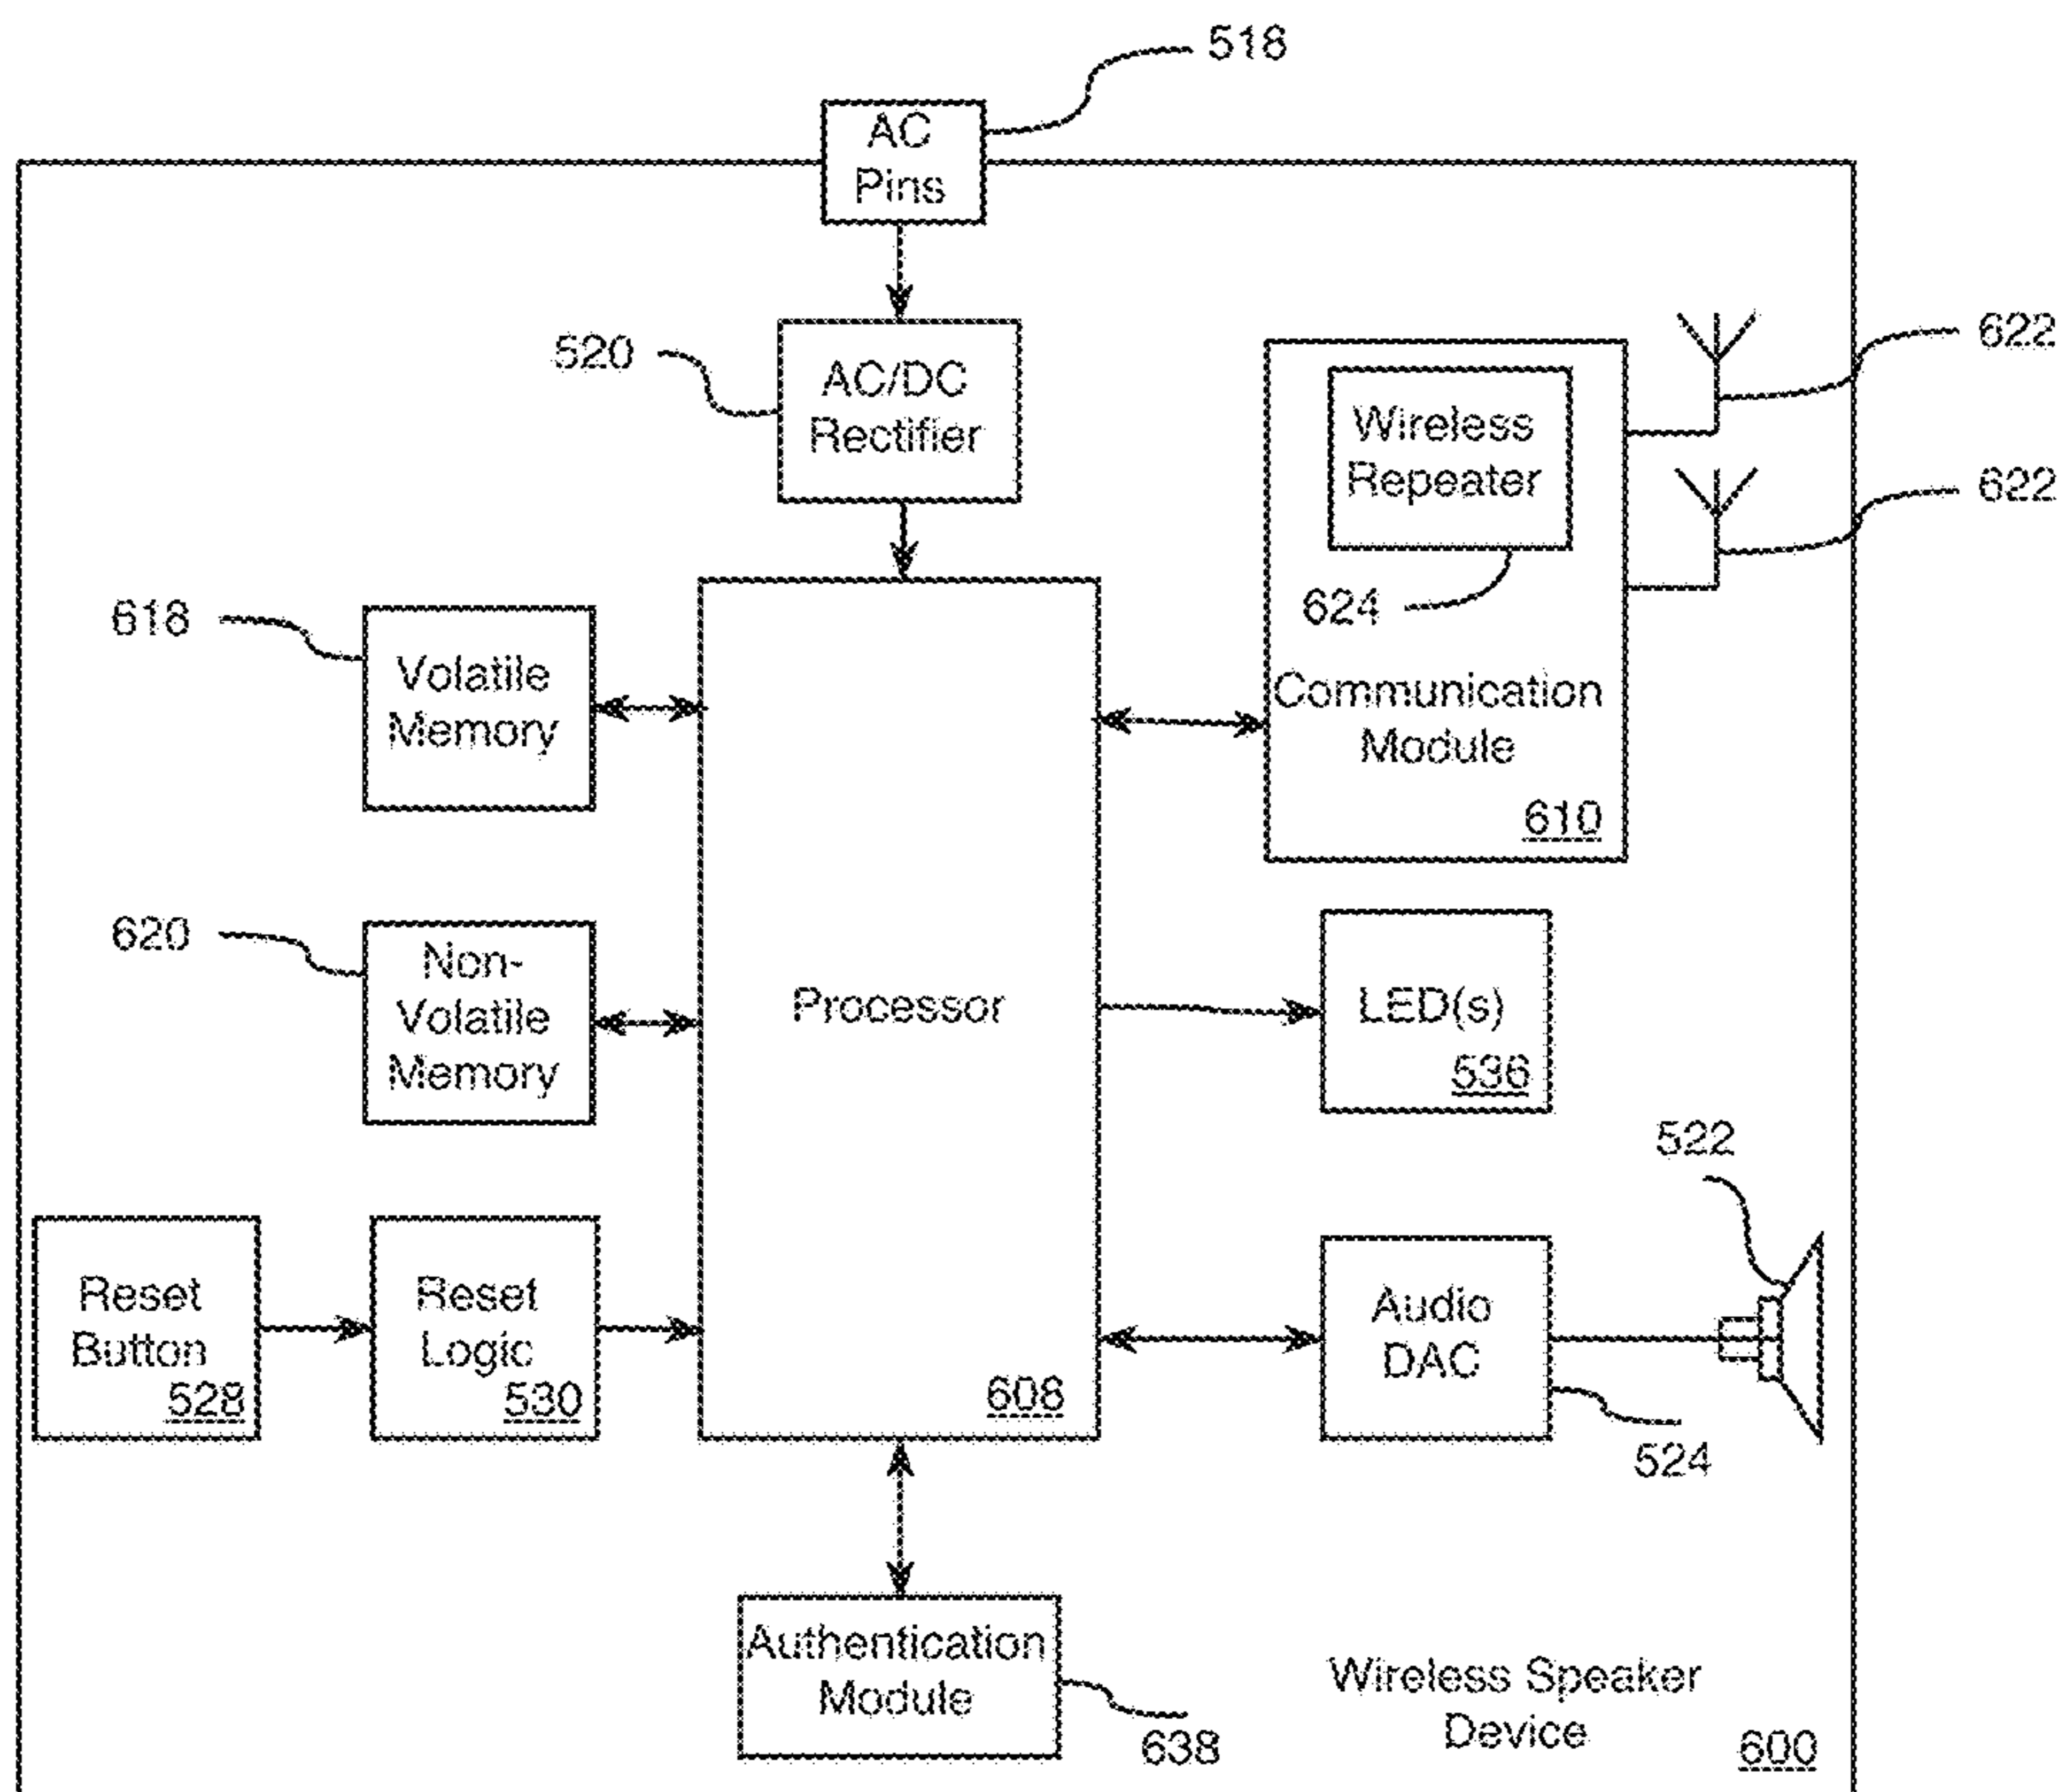 518
AC
Pins
520
AC/DC
Rectifier
622
Wireless
Repeater
622
624
618
Volatile
Memory
Communication
Module
610
620
Non-
Volatile
Memory
Processor
LED(s)
536
522
Reset
Button
528
Reset
Logic
530
608
Audio
DAC
524
Authentication
Module
638
Wireless Speaker
Device
600